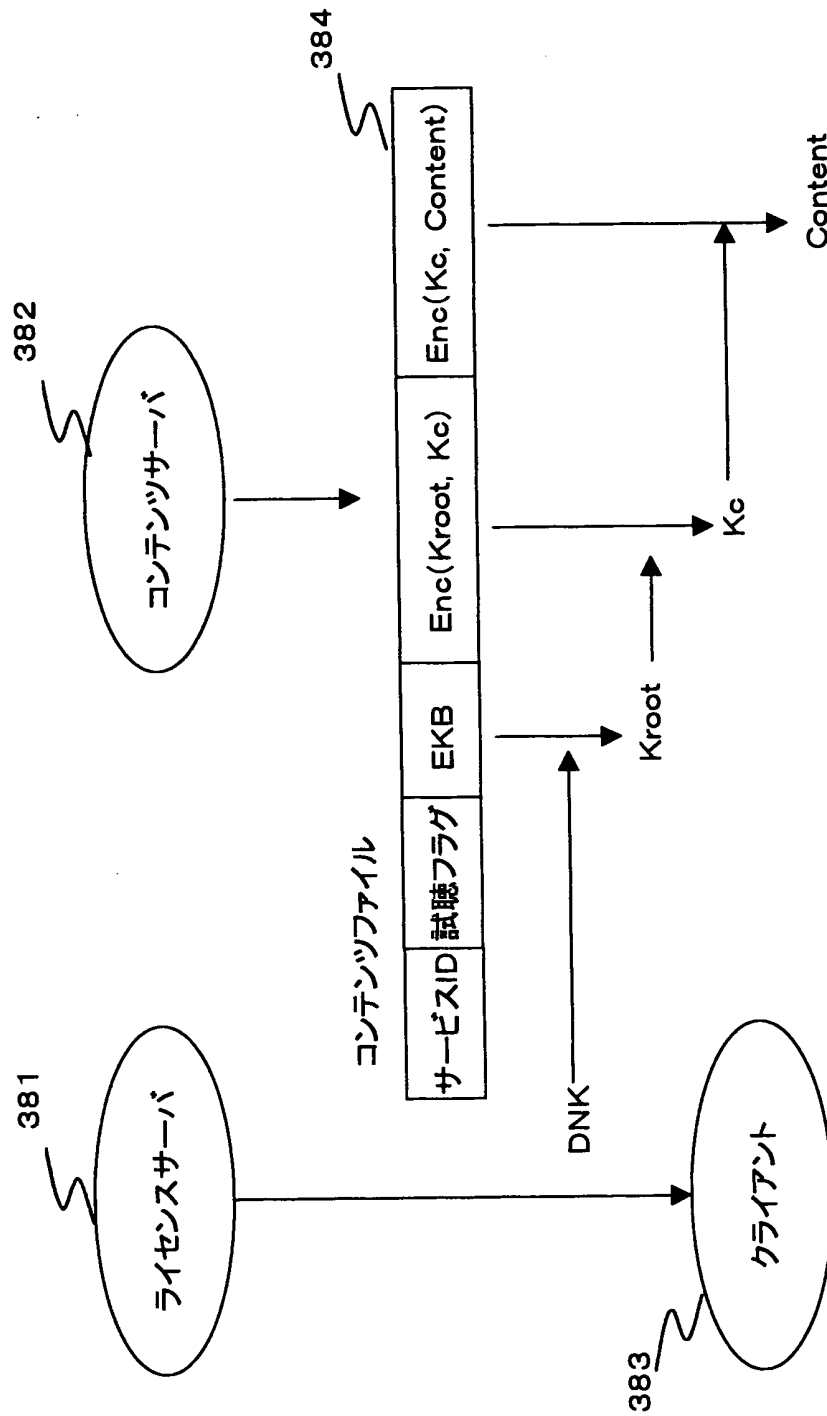 381
ライセンスサーバ
382
コンテンツサーバ
コンテンツファイル
384
サービスID
試聴フラグ
EKB
Enc(Kroot, Kc)
Enc(Kc, Content)
DNK
Kroot
Kc
Content
383
クライアント